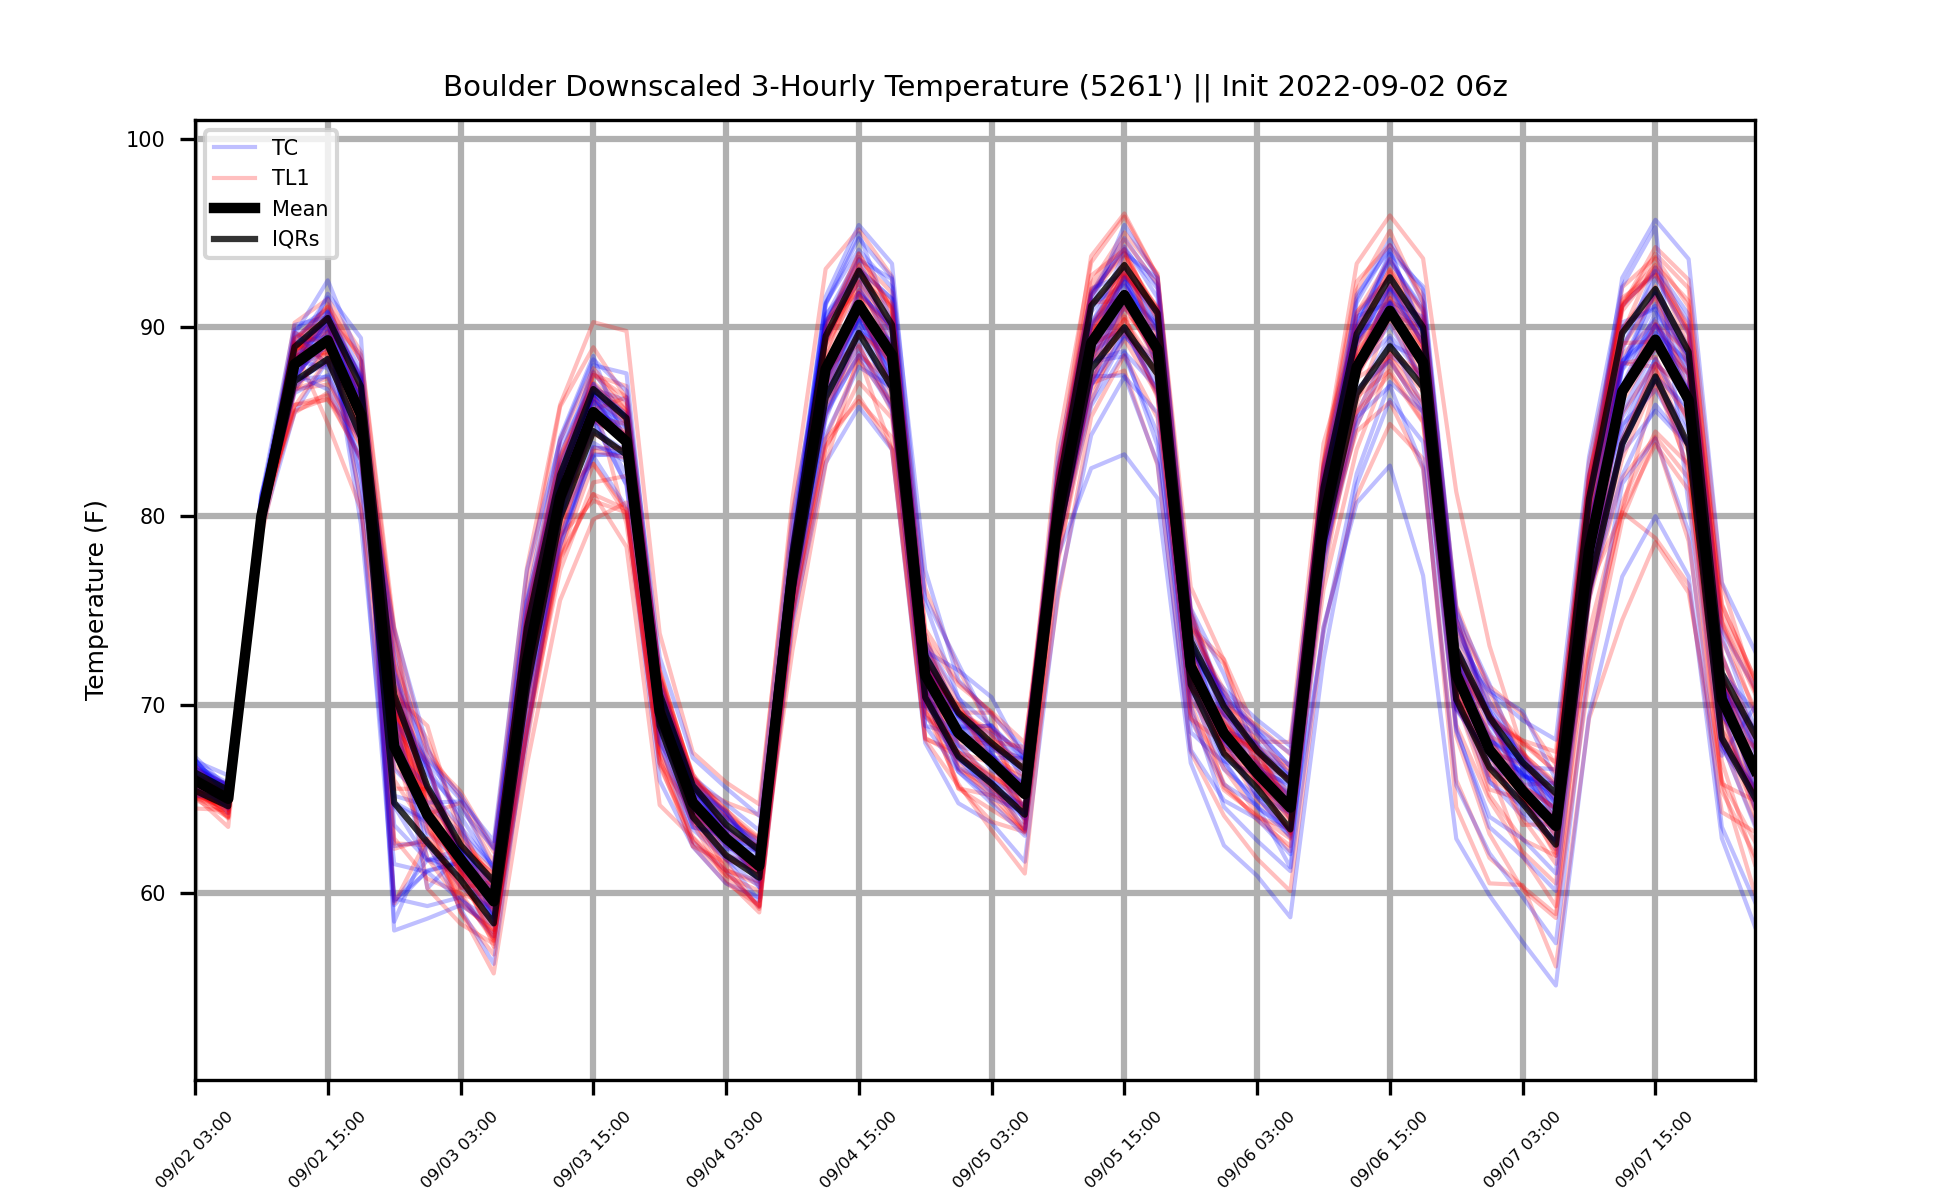 Boulder Downscaled 3-Hourly Temperature (5261') || Init 2022-09-02 06z
TC
TL1
Mean
IQRs
Temperature (F)
100
90
80
70
60
09/02 03:00
09/02 15:00
09/03 03:00
09/03 15:00
09/04 03:00
09/04 15:00
09/05 03:00
09/05 15:00
09/06 03:00
09/06 15:00
09/07 03:00
09/07 15:00